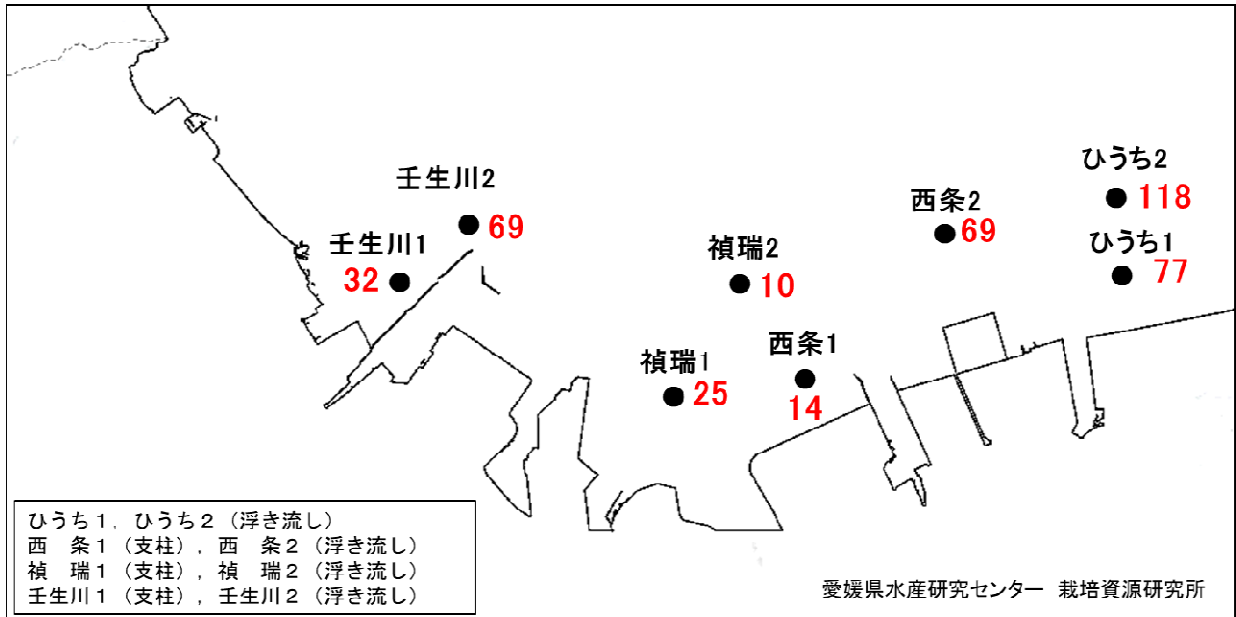 ひうち2
118
壬生川2
69
西条2
69
ひうち1
77
壬生川1
32
禎瑞2
10
西条1
14
禎瑞1
25
ひうち１，ひうち２（浮き流し）
西　条１（支柱），西　条２（浮き流し）
禎　瑞１（支柱），禎　瑞２（浮き流し）
壬生川１（支柱），壬生川２（浮き流し）
愛媛県水産研究センター　栽培資源研究所